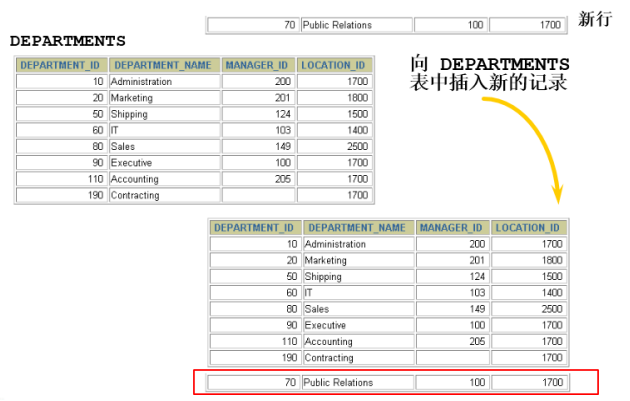 70 Public Relations 100 1700 新行
DEPARTMENTS
DEPARTMENT_ID DEPARTMENT_NAME MANAGER_ID LOCATION_ID
10 Administration 200 1700
20 Marketing 201 1800
50 Shipping 124 1500
60 IT 103 1400
80 Sales 149 2500
90 Executive 100 1700
110 Accounting 205 1700
190 Contracting 1700
向 DEPARTMENTS
表中插入新的记录
DEPARTMENT_ID DEPARTMENT_NAME MANAGER_ID LOCATION_ID
10 Administration 200 1700
20 Marketing 201 1800
50 Shipping 124 1500
60 IT 103 1400
80 Sales 149 2500
90 Executive 100 1700
110 Accounting 205 1700
190 Contracting 1700
70 Public Relations 100 1700